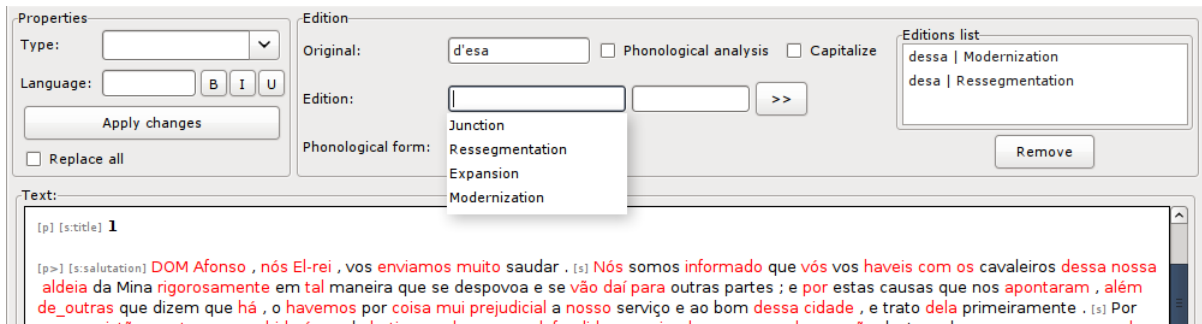 Properties
Type:
Language:
B I U
Apply changes
Replace all
Edition
Original: d'esa Phonological analysis Capitalize
Edition: >>
Junction
Ressegmentation
Expansion
Modernization
Phonological form:
Editions list
dessa | Modernization
desa | Ressegmentation
Remove
Text:
[p] [s:title] 1
[p>] [s:salutation] DOM Afonso , nós El-rei , vos enviamos muito saudar . [s] Nós somos informado que vós vos haveis com os cavaleiros dessa nossa
aldeia da Mina rigorosamente em tal maneira que se despovoa e se vão daí para outras partes ; e por estas causas que nos apontaram , além
de_outras que dizem que há , o havemos por coisa mui prejudicial a nosso serviço e ao bom dessa cidade , e trato dela primeiramente . [s] Por